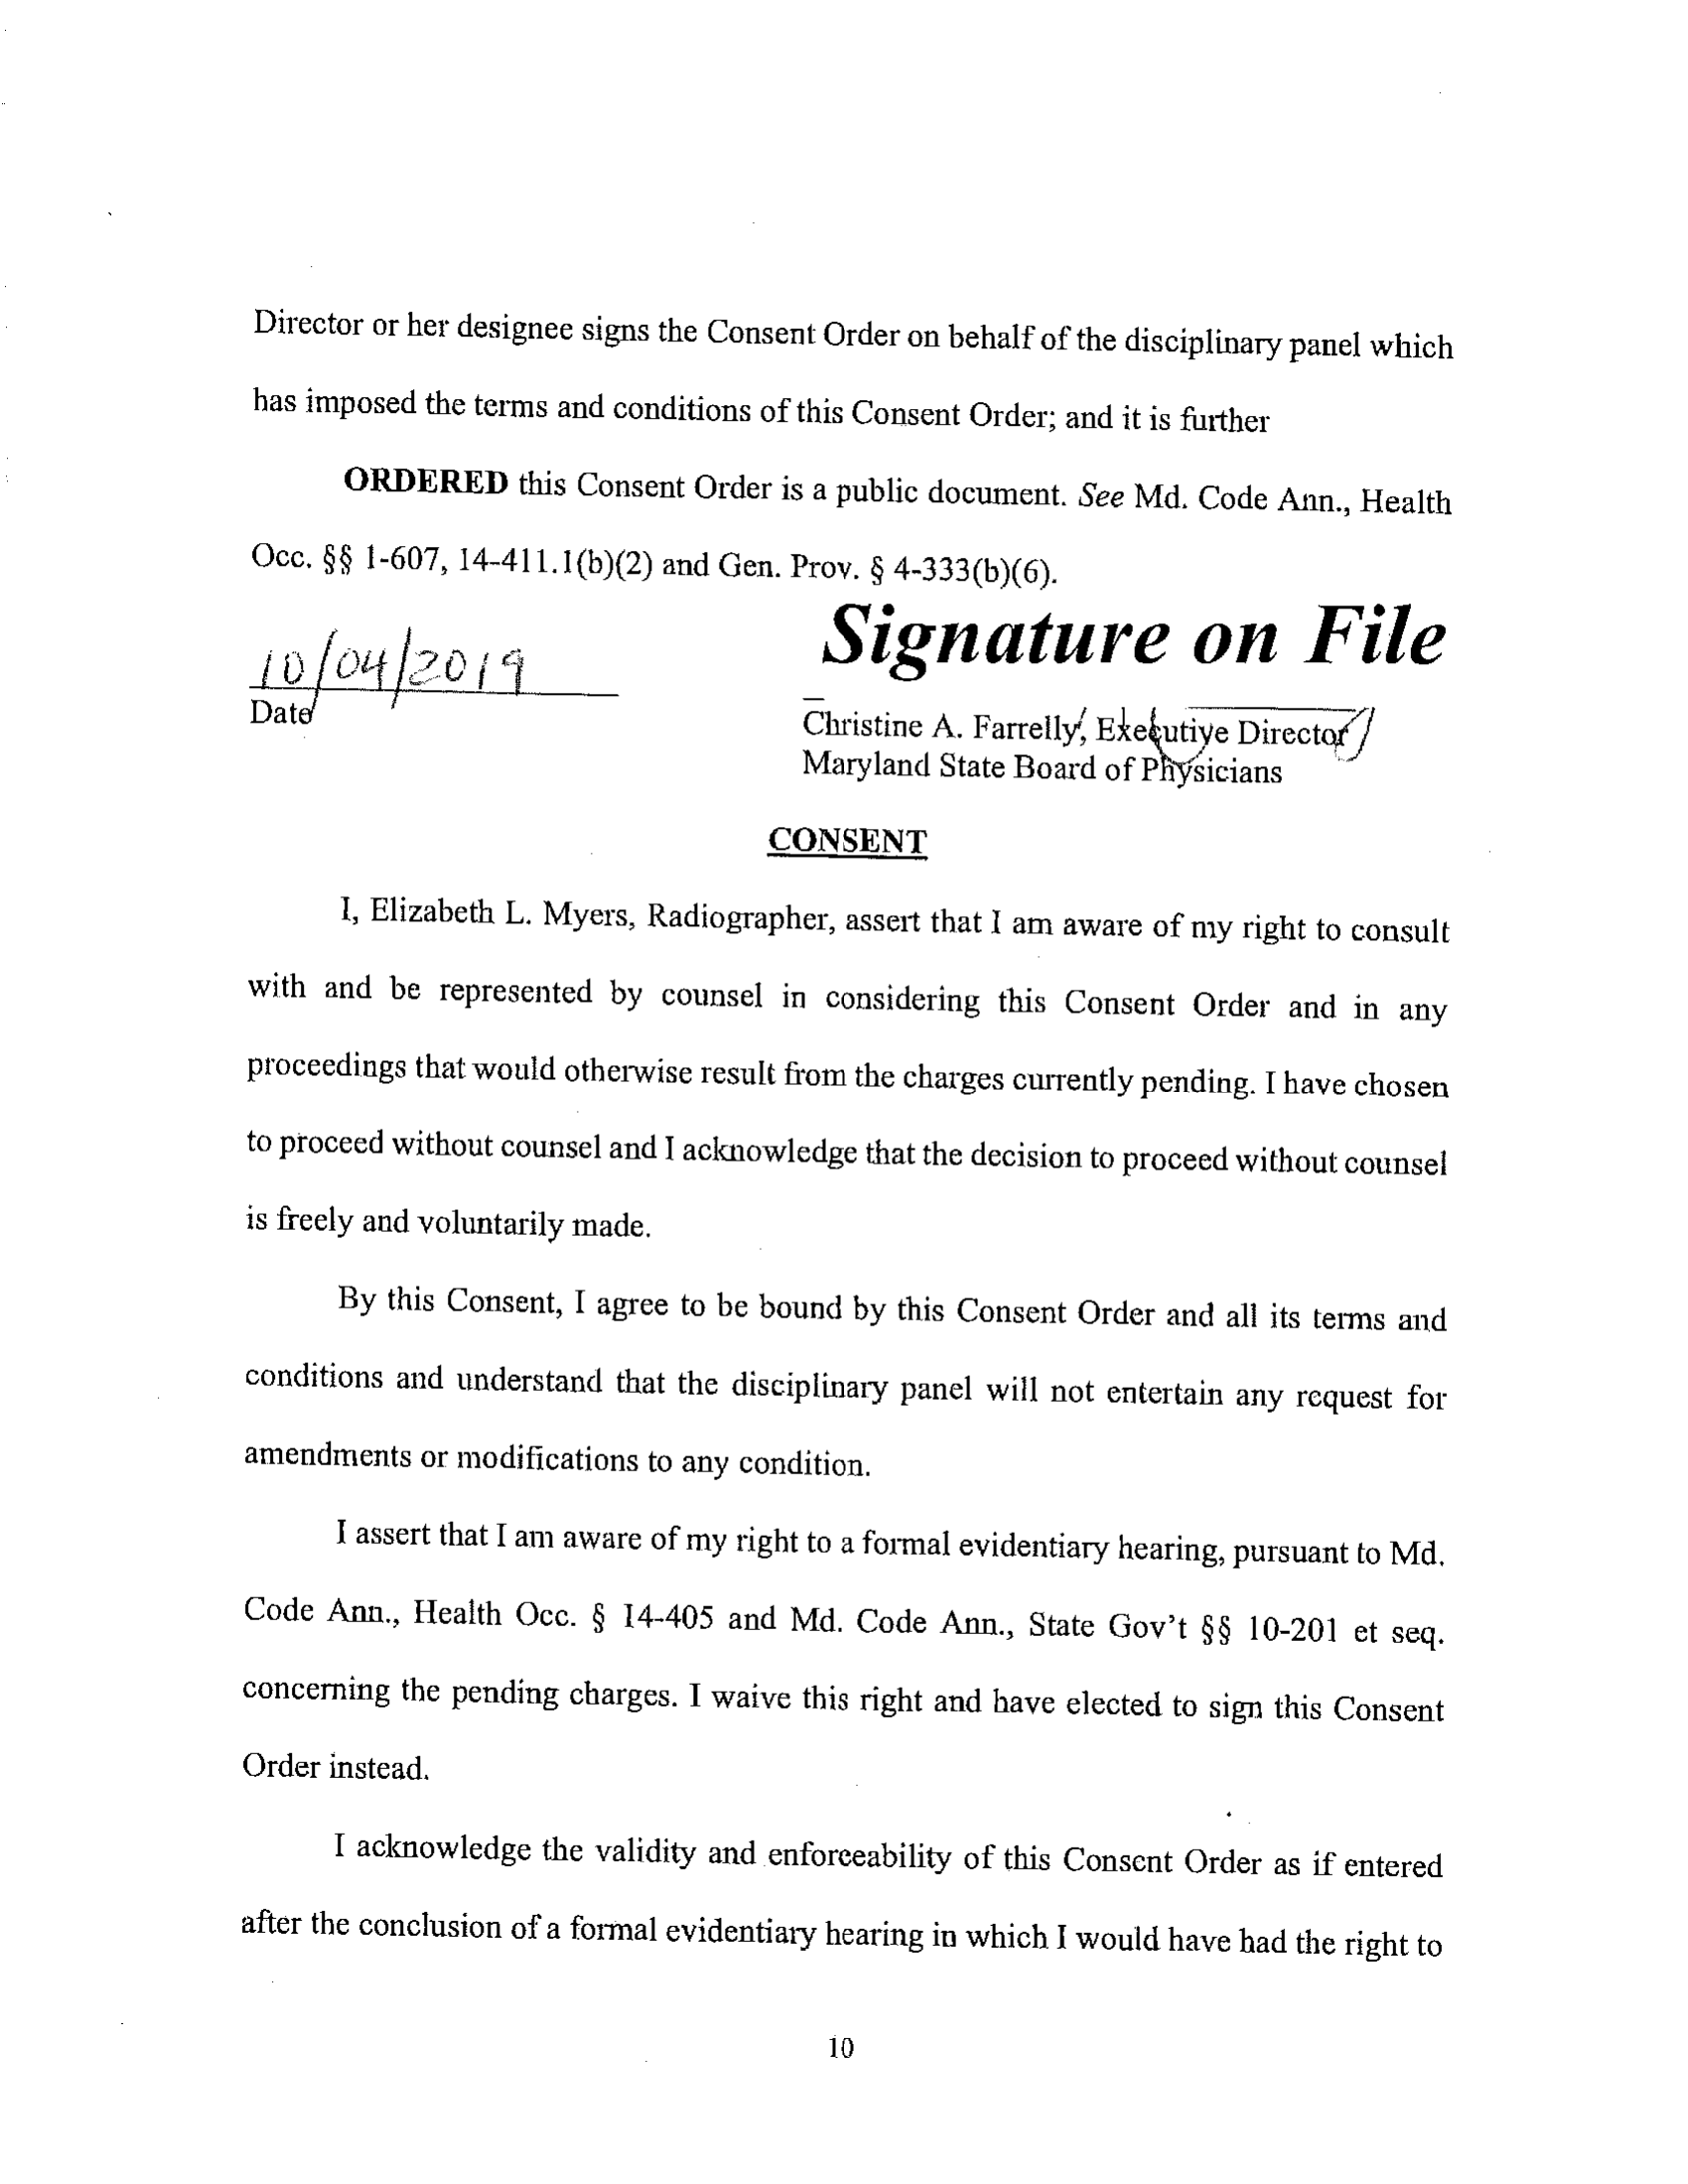 Director or her designee signs the Consent Order on behalf of the disciplinary panel which
has imposed the terms and conditions of this Consent Order; and it is further
ORDERED this Consent Order is a public document. See Md. Code Ann., Health
Occ. §§ 1-607, 14-411.1(b)(2) and Gen. Prov. § 4-333(b)(6).
Signature on File
10/04/2019
Date
Christine A. Farrelly, Executive Director
Maryland State Board of Physicians
CONSENT
I, Elizabeth L. Myers, Radiographer, assert that I am aware of my right to consult
with and be represented by counsel in considering this Consent Order and in any
proceedings that would otherwise result from the charges currently pending. I have chosen
to proceed without counsel and I acknowledge that the decision to proceed without counsel
is freely and voluntarily made.
By this Consent, I agree to be bound by this Consent Order and all its terms and
conditions and understand that the disciplinary panel will not entertain any request for
amendments or modifications to any condition.
I assert that I am aware of my right to a formal evidentiary hearing, pursuant to Md.
Code Ann., Health Occ. § 14-405 and Md. Code Ann., State Gov't §§ 10-201 et seq.
concerning the pending charges. I waive this right and have elected to sign this Consent
Order instead.
I acknowledge the validity and enforceability of this Consent Order as if entered
after the conclusion of a formal evidentiary hearing in which I would have had the right to
10